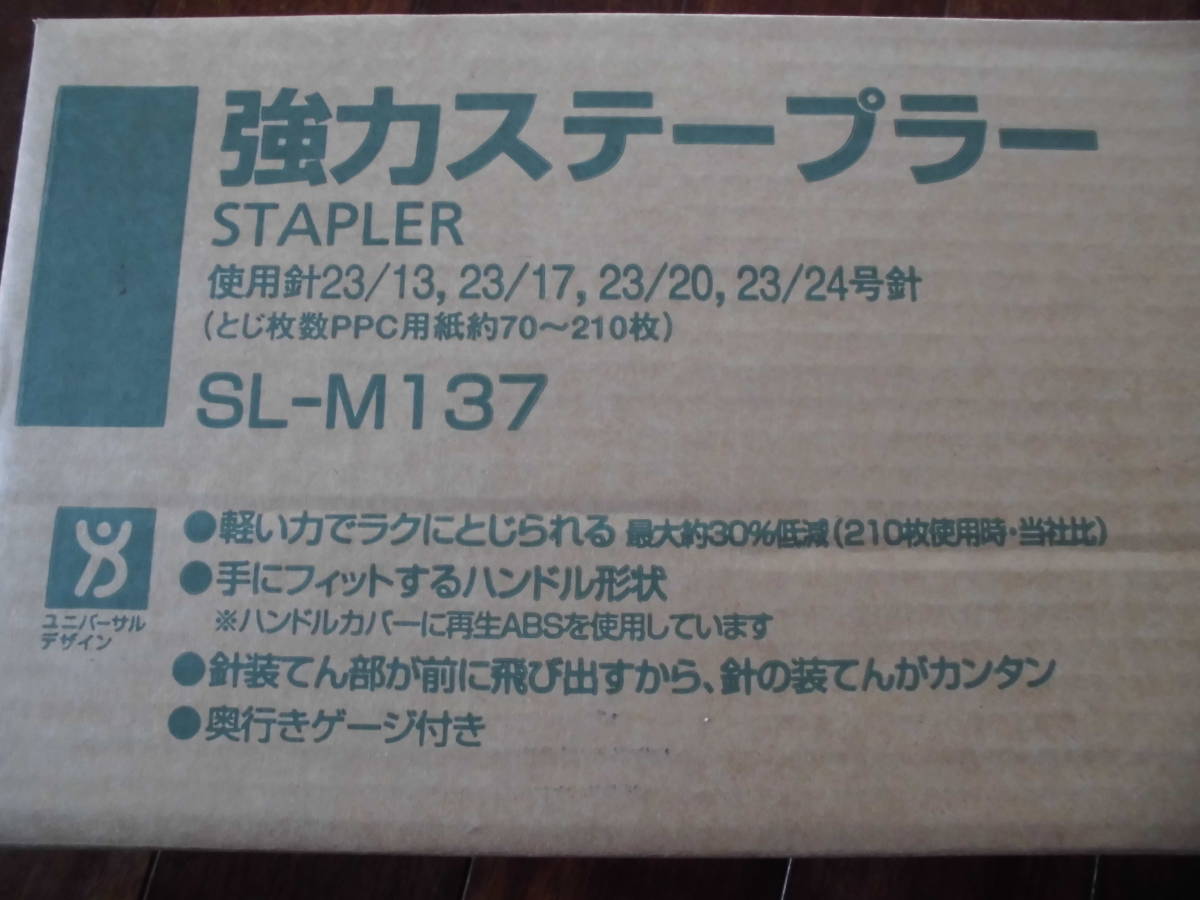 強力ステープラー
STAPLER
使用針23/13, 23/17, 23/20, 23/24号針
(とじ枚数PPC用紙約70～210枚)
SL-M137
ユニバーサル
デザイン
●軽い力でラクにとじられる 最大約30%低減(210枚使用時・当社比)
●手にフィットするハンドル形状
※ハンドルカバーに再生ABSを使用しています
●針装てん部が前に飛び出すから、針の装てんがカンタン
●奥行きゲージ付き